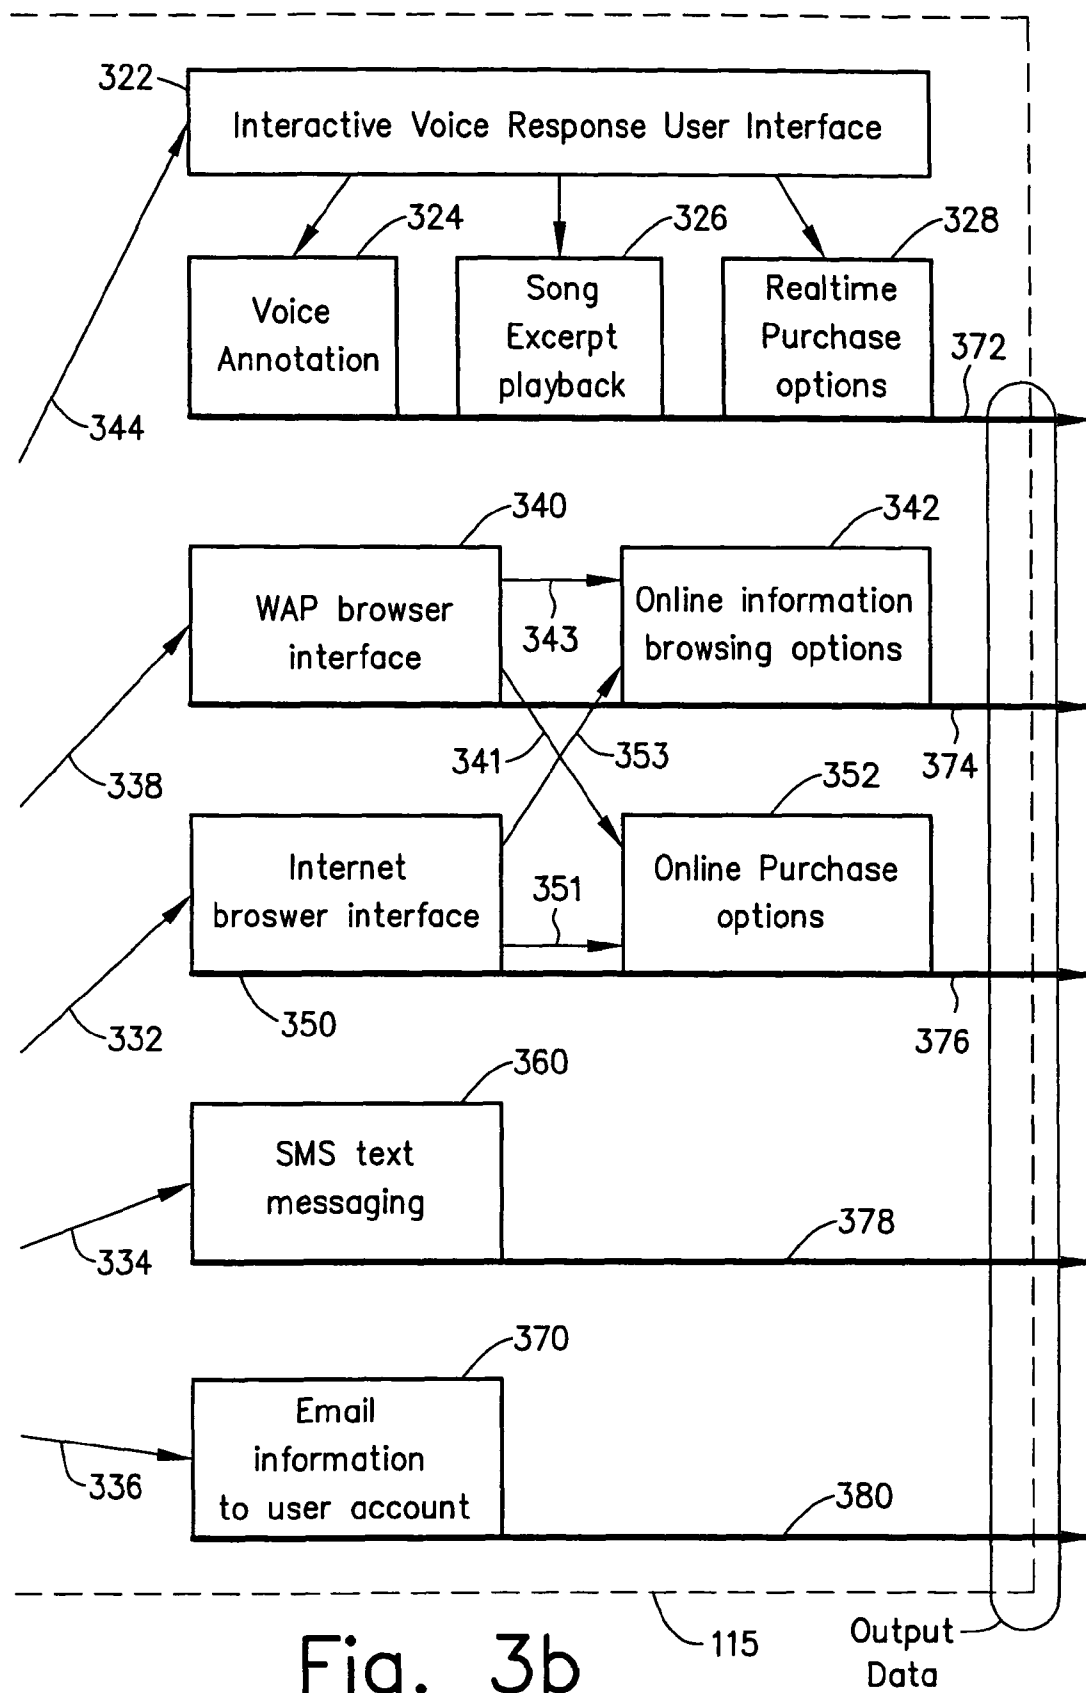 322
Interactive Voice Response User Interface
324
326
328
Voice
Annotation
Song
Excerpt
playback
Realtime
Purchase
options
372
344
340
342
WAP browser
interface
343
Online information
browsing options
338
341
353
374
352
Internet
broswer interface
351
Online Purchase
options
332
350
376
360
SMS text
messaging
334
378
370
Email
information
to user account
336
380
115
Output
Data
Fig. 3b